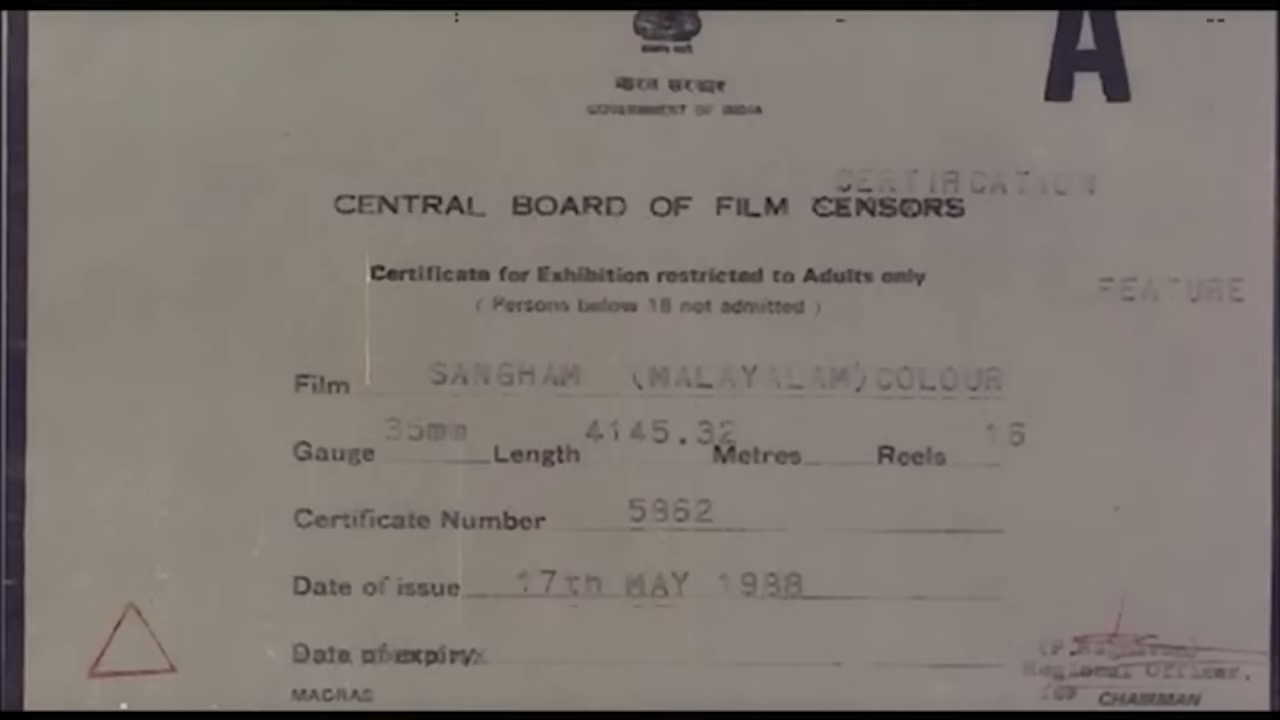 A
भारत सरकार
GOVERNMENT OF INDIA
CERTIFICATION
CENTRAL BOARD OF FILM CENSORS
Certificate for Exhibition restricted to Adults only
( Persons below 18 not admitted )
FEATURE
Film SANGHAM (MALAYALAM) COLOUR
Gauge 35mm Length 4145.32 Metres Reels 16
Certificate Number
Date of issue 17th MAY 1988
Date of expiry
Regional Officer.
MADRAS for CHAIRMAN